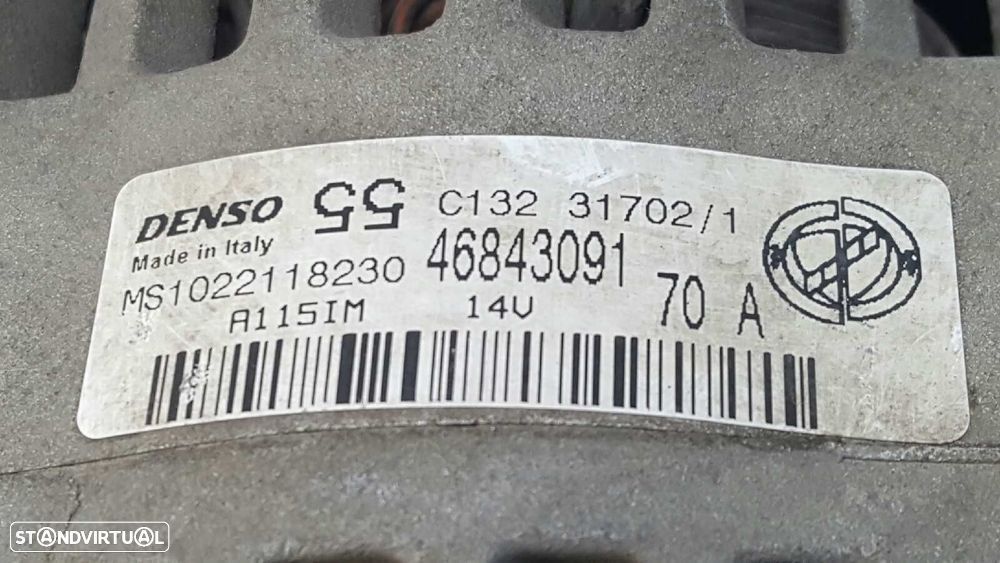 DENSO 55 C132 31702/1
Made in Italy
MS1022118230 46843091 70 A
A115IM 14V
STANDVIRTUAL